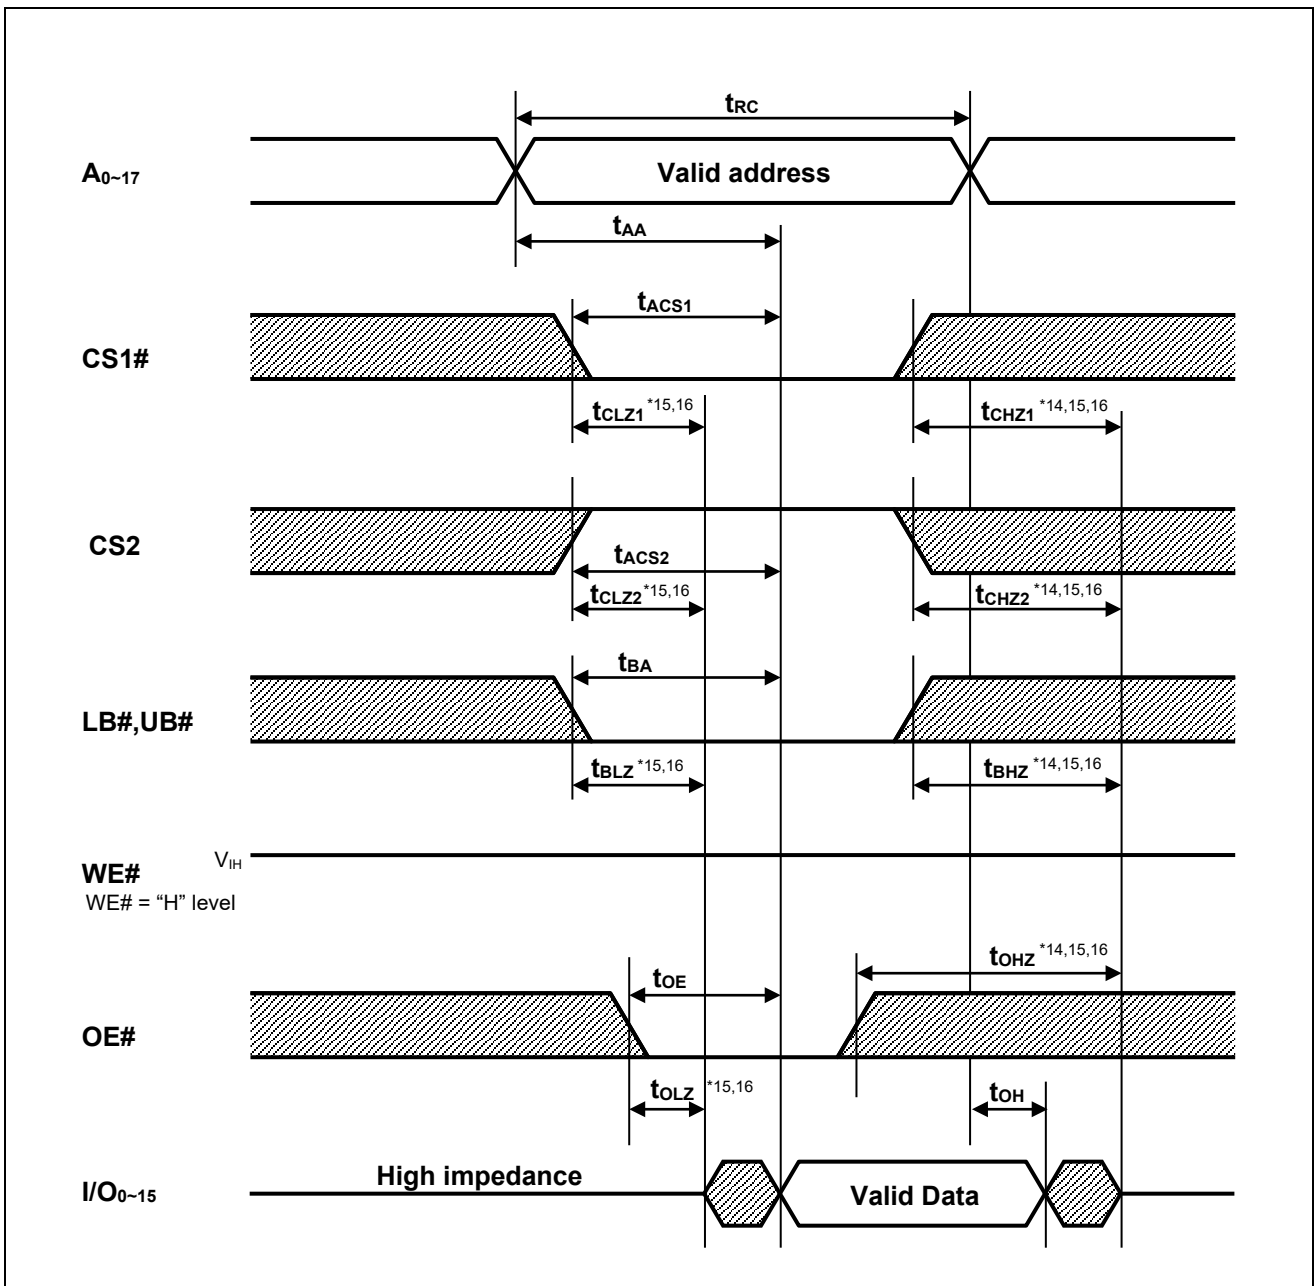 tRC
A0~17
Valid address
tAA
tACS1
CS1#
tCLZ1 *15,16
tCHZ1 *14,15,16
CS2
tACS2
tCLZ2 *15,16
tCHZ2 *14,15,16
tBA
LB#,UB#
tBLZ *15,16
tBHZ *14,15,16
VIH
WE#
WE# = “H” level
tOHZ *14,15,16
tOE
OE#
tOLZ *15,16
tOH
High impedance
I/O0~15
Valid Data